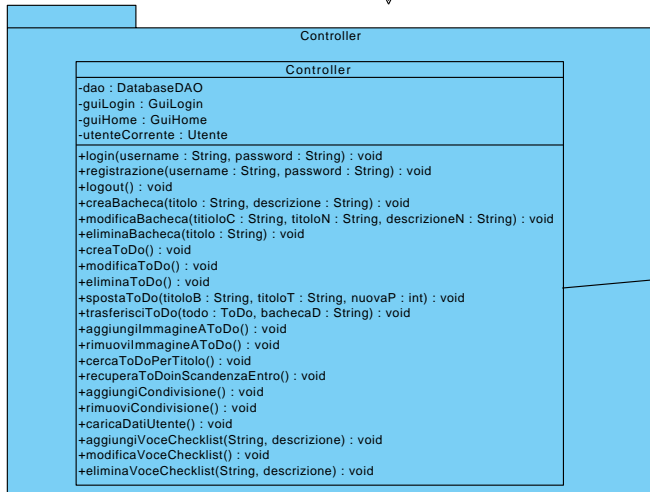 Controller
Controller
-dao : DatabaseDAO
-guiLogin : GuiLogin
-guiHome : GuiHome
-utenteCorrente : Utente
+login(username : String, password : String) : void
+registrazione(username : String, password : String) : void
+logout() : void
+creaBacheca(titolo : String, descrizione : String) : void
+modificaBacheca(titioloC : String, titoloN : String, descrizioneN : String) : void
+eliminaBacheca(titolo : String) : void
+creaToDo() : void
+modificaToDo() : void
+eliminaToDo() : void
+spostaToDo(titoloB : String, titoloT : String, nuovaP : int) : void
+trasferisciToDo(todo : ToDo, bachecaD : String) : void
+aggiungiImmagineAToDo() : void
+rimuoviImmagineAToDo() : void
+cercaToDoPerTitolo() : void
+recuperaToDoinScandenzaEntro() : void
+aggiungiCondivisione() : void
+rimuoviCondivisione() : void
+caricaDatiUtente() : void
+aggiungiVoceChecklist(String, descrizione) : void
+modificaVoceChecklist() : void
+eliminaVoceChecklist(String, descrizione) : void